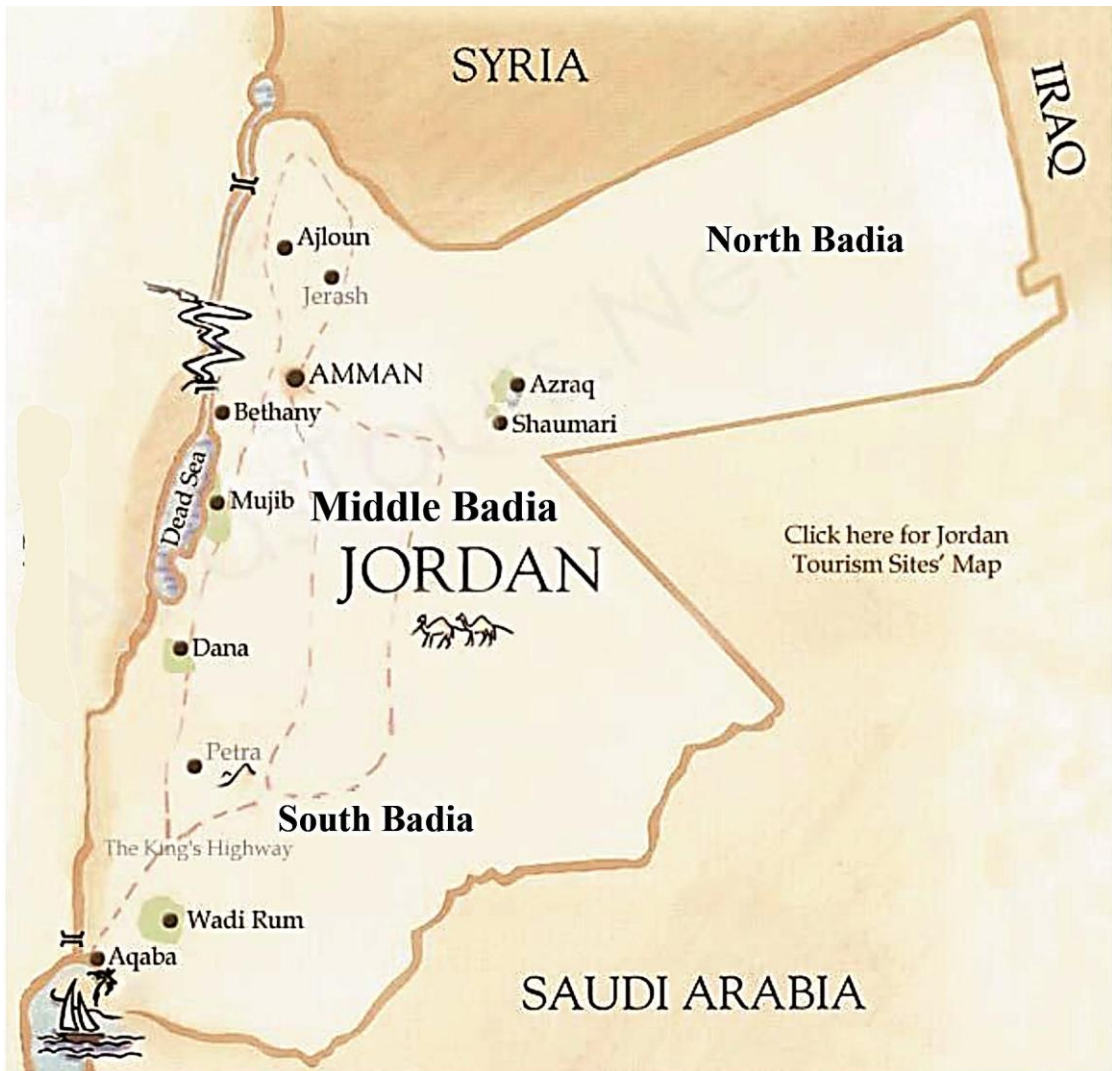 SYRIA
IRAQ
North Badia
Ajloun
Jerash
AMMAN
Azraq
Bethany
Shaumari
Dead Sea
Mujib
Middle Badia
JORDAN
Click here for Jordan
Tourism Sites' Map
Dana
Petra
South Badia
The King's Highway
Wadi Rum
Aqaba
SAUDI ARABIA